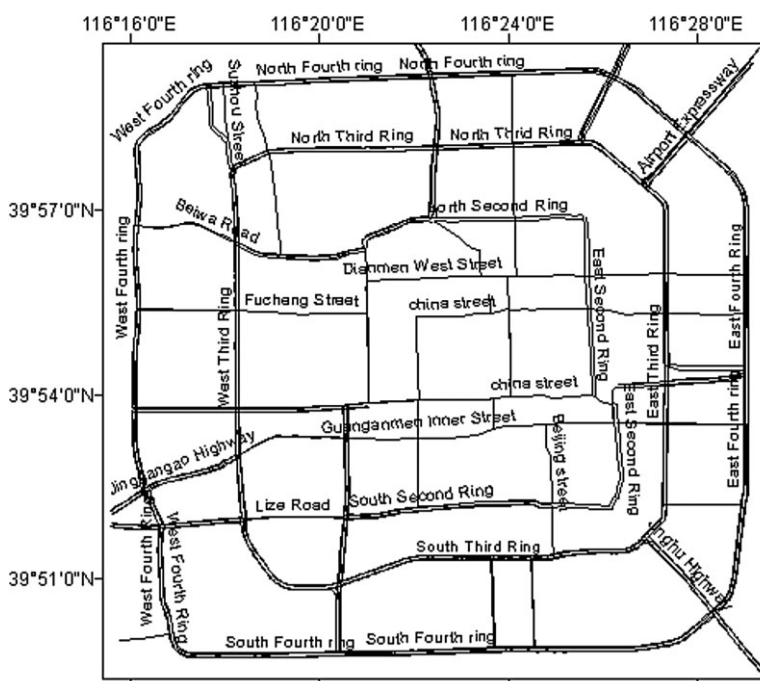 116°16'0"E 116°20'0"E 116°24'0"E 116°28'0"E
North Fourth ring North Fourth ring
West Fourth ring
Suzhou Street
Airport Expressway
North Third Ring North Third Ring
39°57'0"N
North Second Ring
Beiwa Road
Dianmen West Street
West Fourth ring
East Second Ring
East Fourth Ring
Fucheng Street
china street
West Third Ring
East Third Ring
39°54'0"N
china street
East Second Ring
East Fourth ring
Guanganmen Inner Street
Beijing street
Jinggangao Highway
South Second Ring
Lize Road
West Fourth Ring
West Fourth Ring
South Third Ring
Jinghu Highway
39°51'0"N
South Fourth ring South Fourth ring